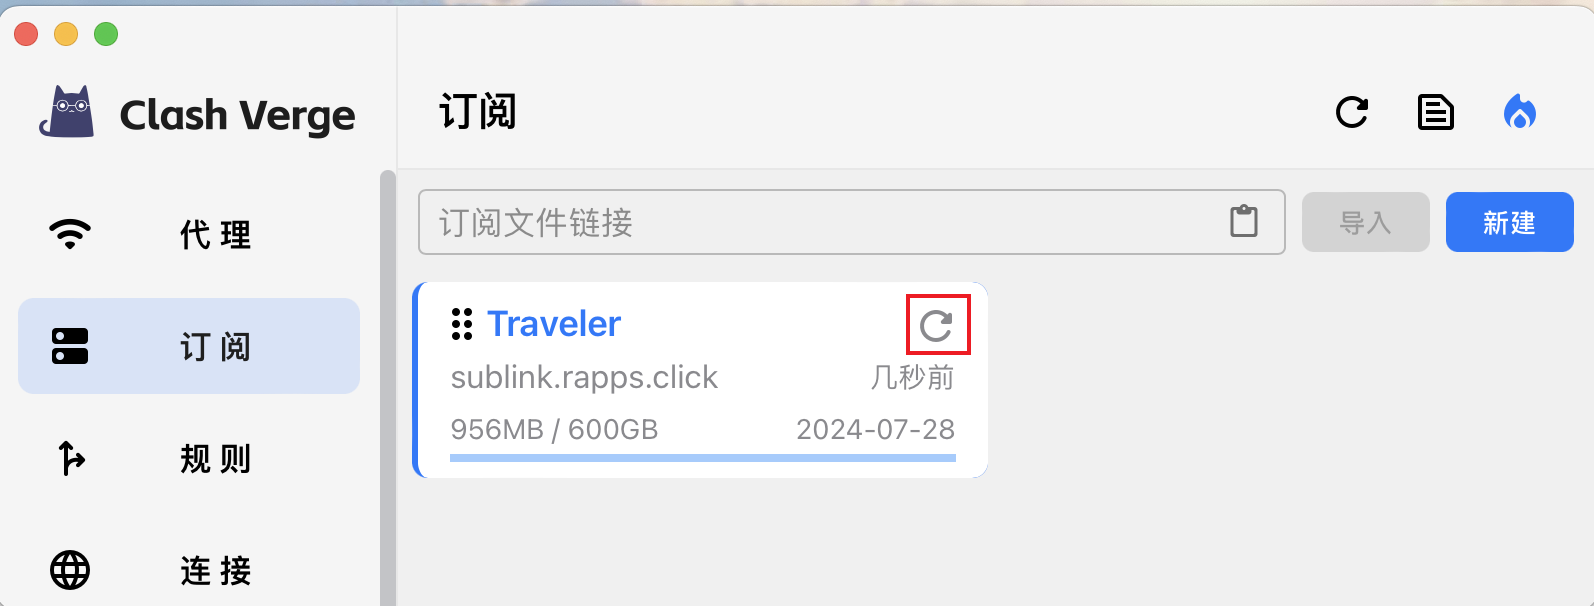 Clash Verge
代理
订阅
规则
连接
订阅
订阅文件链接
导入
新建
Traveler
sublink.rapps.click
几秒前
956MB / 600GB
2024-07-28